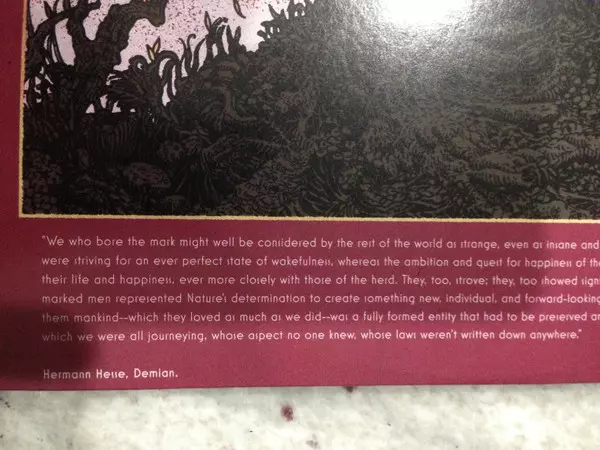 "We who bore the mark might well be considered by the rest of the world as strange, even as insane and
were striving for an ever perfect state of wakefulness, whereas the ambition and quest for happiness of
their life and happiness, ever more closely with those of the herd. They, too, strove; they, too showed
marked men represented Nature's determination to create something new, individual, and forward-looking
them mankind--which they loved as much as we did--was a fully formed entity that had to be preserved
which we were all journeying, whose aspect no one knew, whose laws weren't written down anywhere."
Hermann Hesse, Demian.